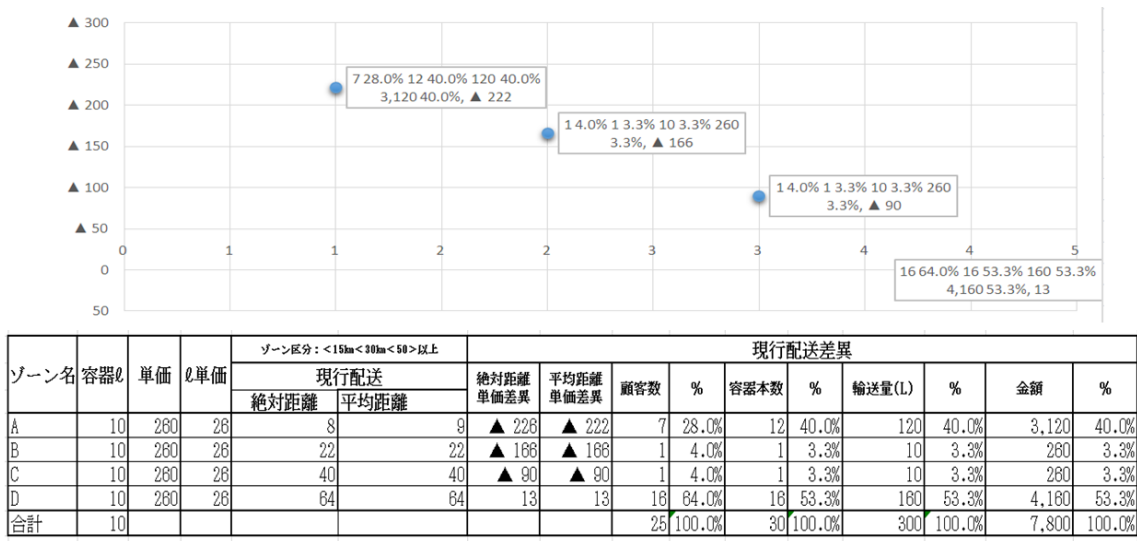 ▲ 300
▲ 250
▲ 200
▲ 150
▲ 100
▲ 50
0
50
0 1 1 2 2 3 3 4 4 5
7 28.0% 12 40.0% 120 40.0%
3,120 40.0%, ▲ 222
1 4.0% 1 3.3% 10 3.3% 260
3.3%, ▲ 166
1 4.0% 1 3.3% 10 3.3% 260
3.3%, ▲ 90
16 64.0% 16 53.3% 160 53.3%
4,160 53.3%, 13
ゾーン名 容器ℓ 単価 ℓ単価
ゾーン区分：<15km<30km<50>以上
現行配送
絶対距離 平均距離
現行配送差異
絶対距離
単価差異
平均距離
単価差異
顧客数 % 容器本数 % 輸送量(L) % 金額 %
A 10 260 26 8 9 ▲ 226 ▲ 222 7 28.0% 12 40.0% 120 40.0% 3,120 40.0%
B 10 260 26 22 22 ▲ 166 ▲ 166 1 4.0% 1 3.3% 10 3.3% 260 3.3%
C 10 260 26 40 40 ▲ 90 ▲ 90 1 4.0% 1 3.3% 10 3.3% 260 3.3%
D 10 260 26 64 64 13 13 16 64.0% 16 53.3% 160 53.3% 4,160 53.3%
合計 10 25 100.0% 30 100.0% 300 100.0% 7,800 100.0%